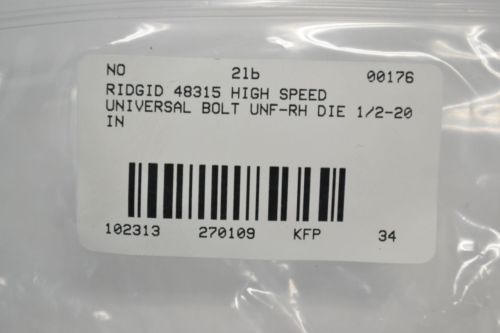 NO 2lb 00176
RIDGID 48315 HIGH SPEED
UNIVERSAL BOLT UNF-RH DIE 1/2-20
IN
102313 270109 KFP 34